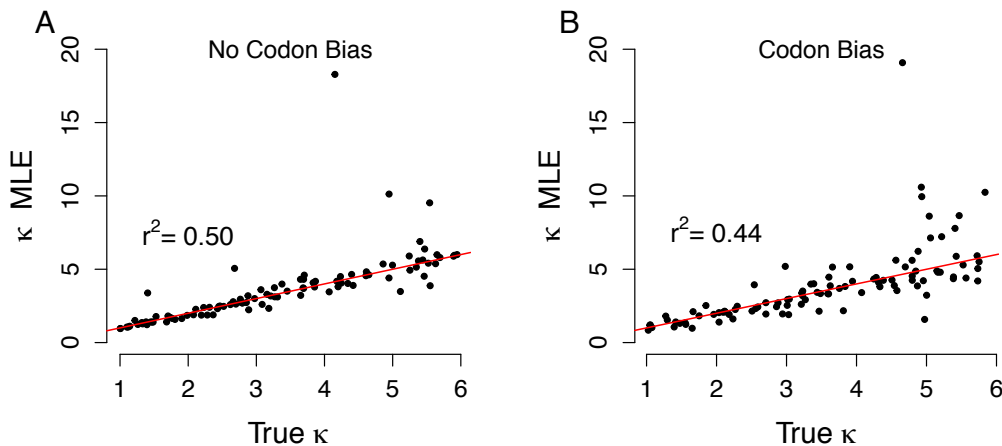 A
No Codon Bias
κ MLE
20
15
10
5
0
r2= 0.50
1 2 3 4 5 6
True κ
B
Codon Bias
κ MLE
20
15
10
5
0
r2= 0.44
1 2 3 4 5 6
True κ